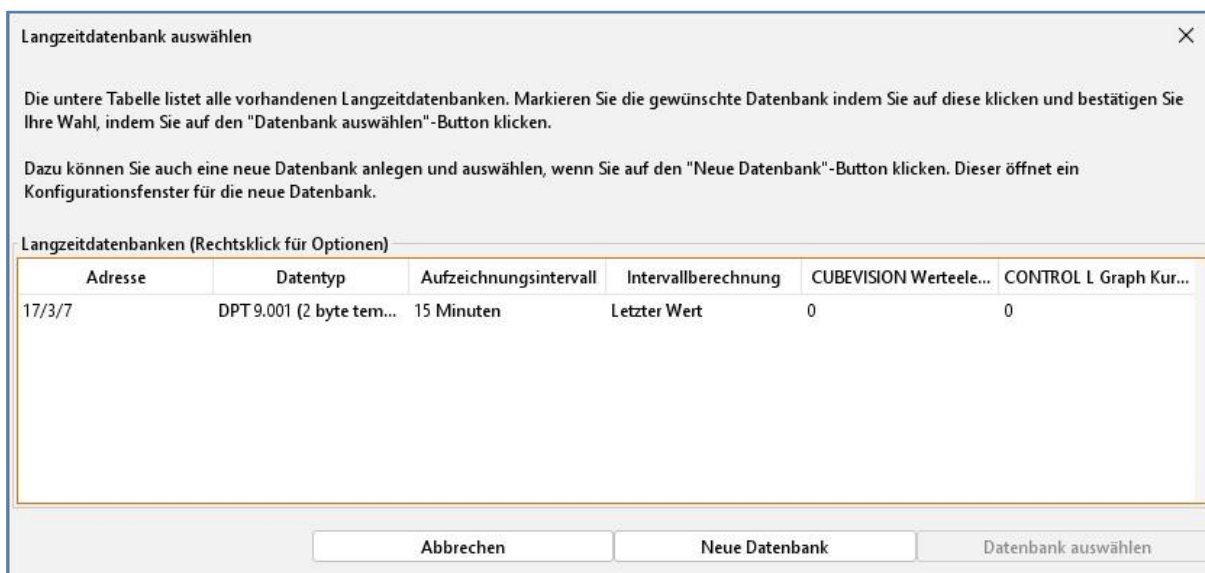 Langzeitdatenbank auswählen
Die untere Tabelle listet alle vorhandenen Langzeitdatenbanken. Markieren Sie die gewünschte Datenbank indem Sie auf diese klicken und bestätigen Sie
Ihre Wahl, indem Sie auf den "Datenbank auswählen"-Button klicken.
Dazu können Sie auch eine neue Datenbank anlegen und auswählen, wenn Sie auf den "Neue Datenbank"-Button klicken. Dieser öffnet ein
Konfigurationsfenster für die neue Datenbank.
Langzeitdatenbanken (Rechtsklick für Optionen)
Adresse Datentyp Aufzeichnungsintervall Intervallberechnung CUBEVISION Werteele... CONTROL L Graph Kur...
17/3/7 DPT 9.001 (2 byte tem... 15 Minuten Letzter Wert 0 0
Abbrechen Neue Datenbank Datenbank auswählen